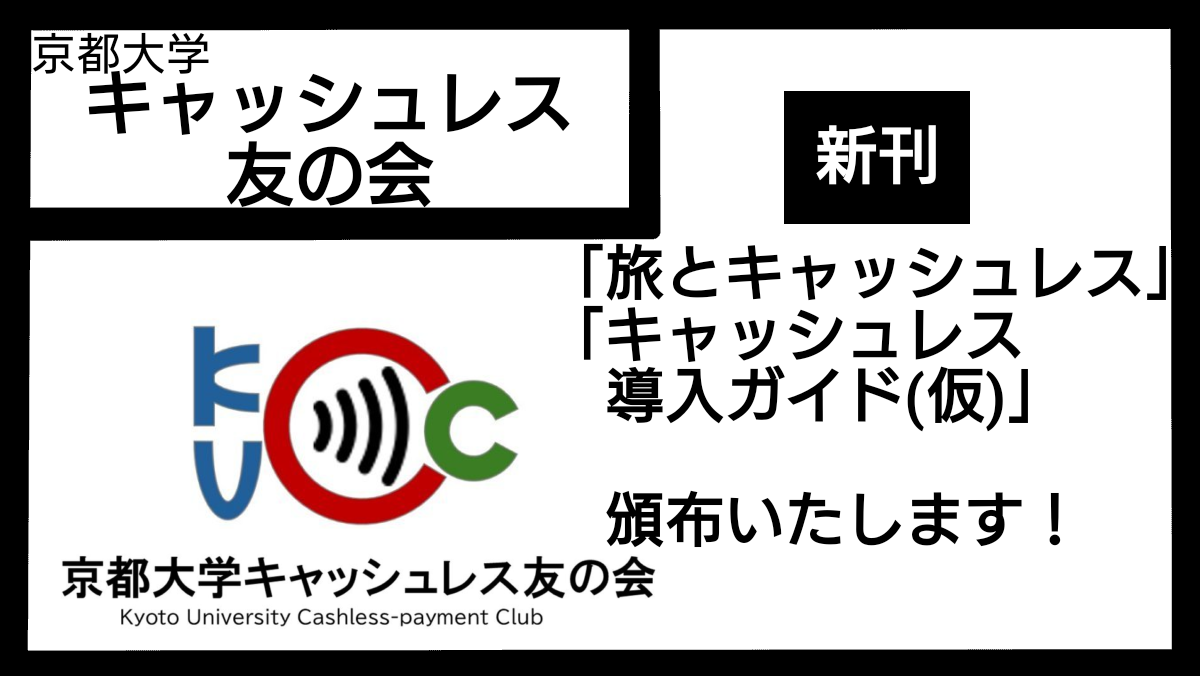 京都大学
キャッシュレス
友の会
新刊
「旅とキャッシュレス」
「キャッシュレス
導入ガイド(仮)」
頒布いたします！
KUCC
京都大学キャッシュレス友の会
Kyoto University Cashless-payment Club